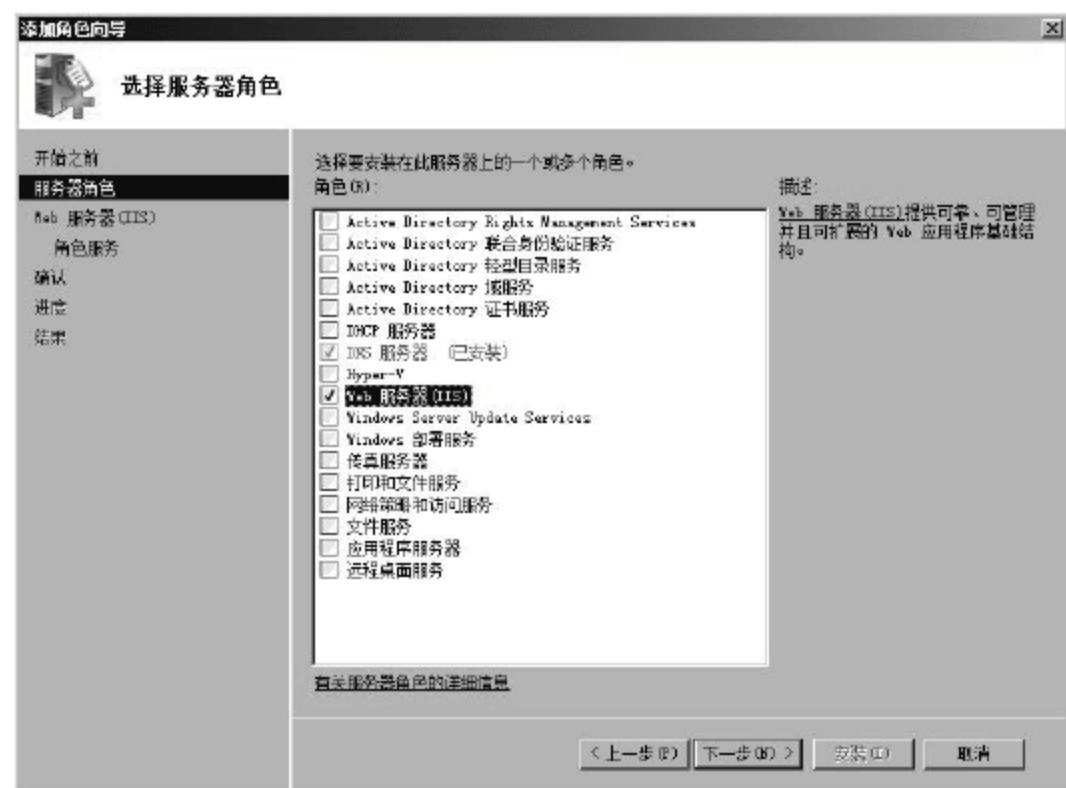 添加角色向导
选择服务器角色
开始之前
服务器角色
Web 服务器(IIS)
角色服务
确认
进度
结果
选择要安装在此服务器上的一个或多个角色。
角色(R):
Active Directory Rights Management Services
Active Directory 联合身份验证服务
Active Directory 轻型目录服务
Active Directory 域服务
Active Directory 证书服务
DHCP 服务器
DNS 服务器 (已安装)
Hyper-V
Web 服务器(IIS)
Windows Server Update Services
Windows 部署服务
传真服务器
打印和文件服务
网络策略和访问服务
文件服务
应用程序服务器
远程桌面服务
有关服务器角色的详细信息
描述:
Web 服务器(IIS)提供可靠、可管理
并且可扩展的 Web 应用程序基础结
构。
<上一步(P)
下一步(N) >
安装(I)
取消